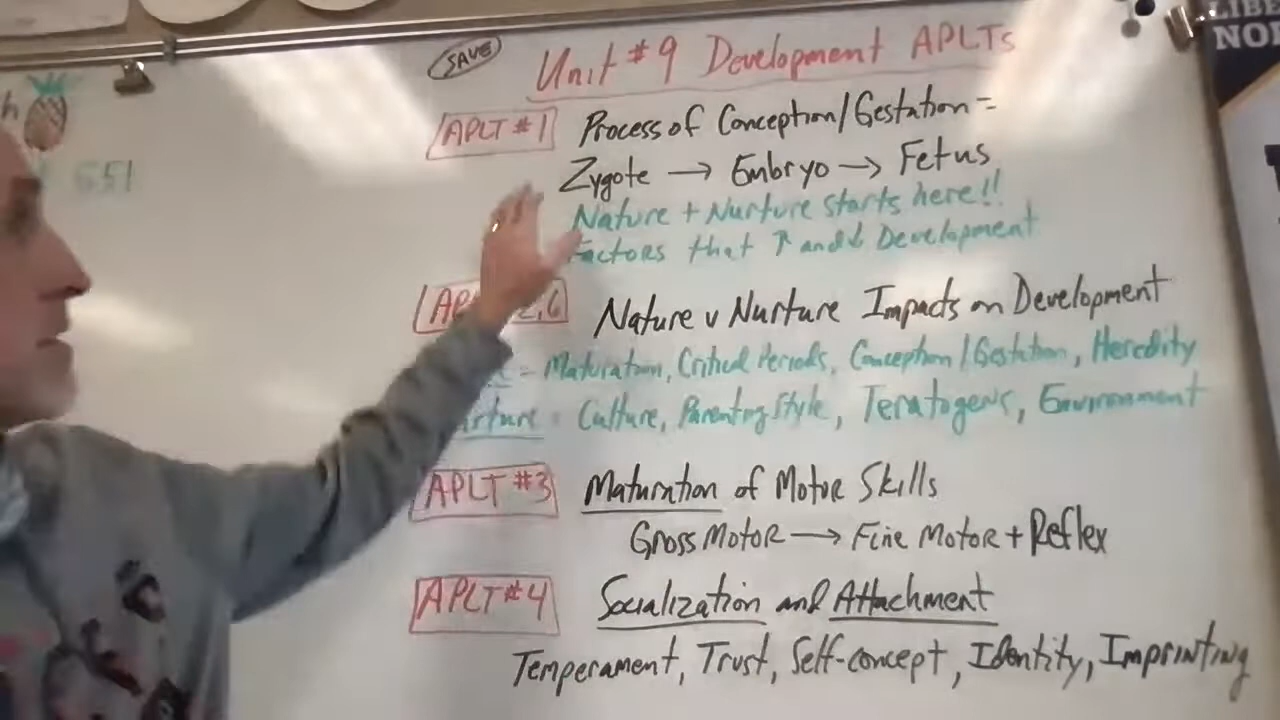 SAVE
Unit #9 Development APLTs
APLT #1 Process of Conception/Gestation =
Zygote → Embryo → Fetus
Nature + Nurture starts here!!
Factors that ↑ and ↓ Development
2,6 Nature v Nurture Impacts on Development
= Maturation, Critical Periods, Conception/Gestation, Heredity
= Culture, Parenting Style, Teratogens, Environment
APLT #3 Maturation of Motor Skills
Gross Motor → Fine Motor + Reflex
APLT #4 Socialization and Attachment
Temperament, Trust, Self-concept, Identity, Imprinting